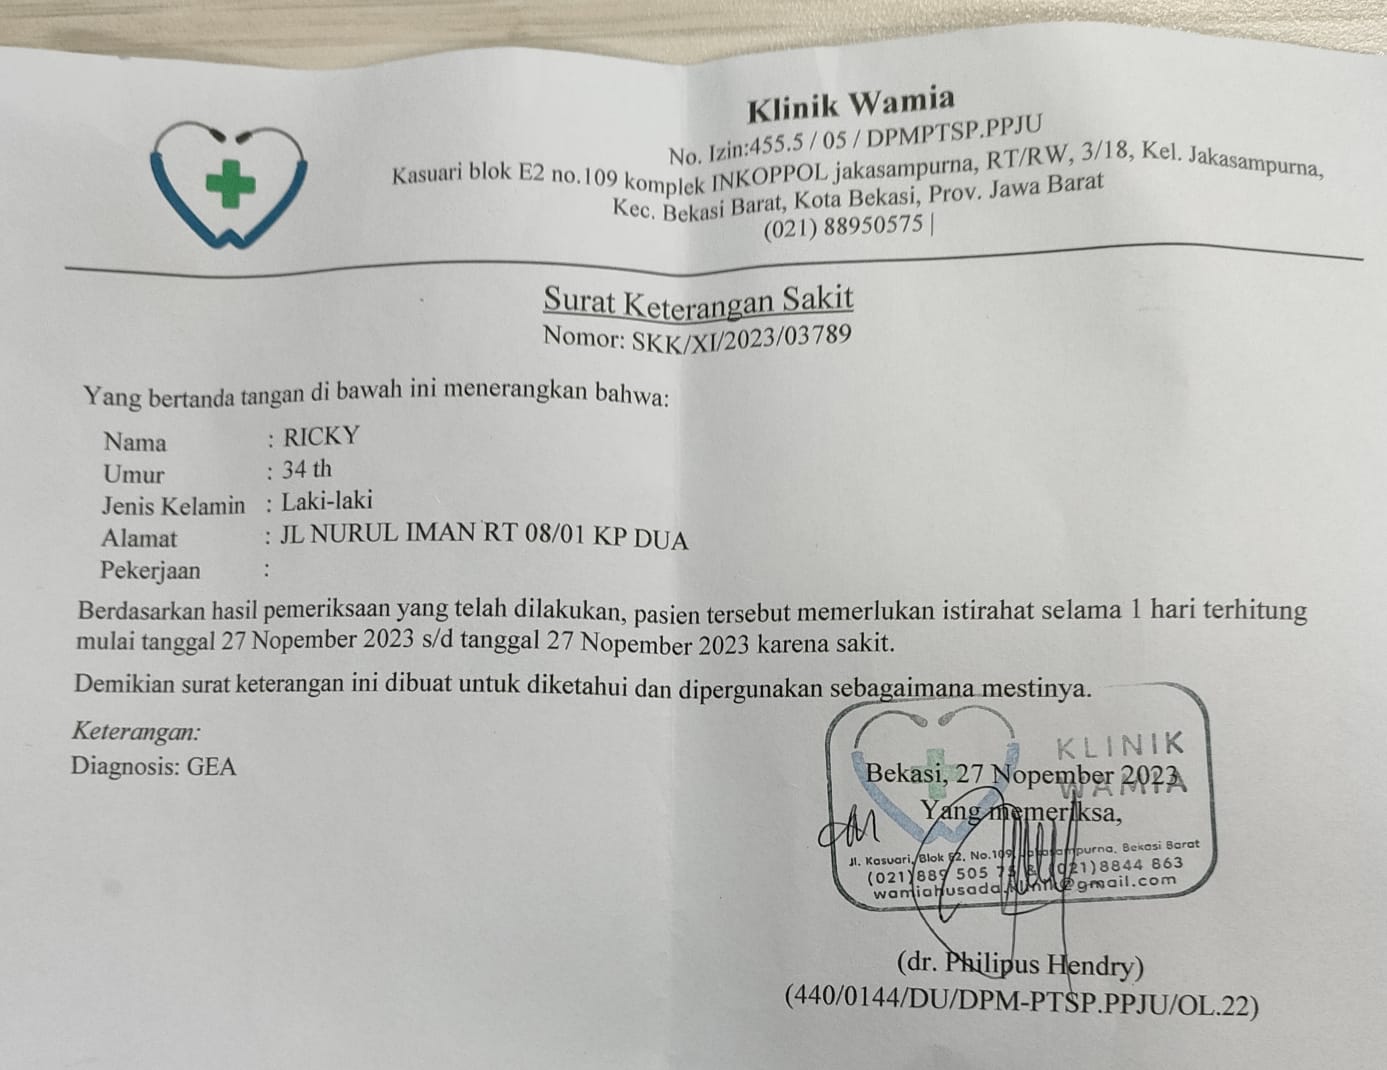 Klinik Wamia
No. Izin:455.5 / 05 / DPMPTSP.PPJU
Kasuari blok E2 no.109 komplek INKOPPOL jakasampurna, RT/RW, 3/18, Kel. Jakasampurna,
Kec. Bekasi Barat, Kota Bekasi, Prov. Jawa Barat
(021) 88950575 |
Surat Keterangan Sakit
Nomor: SKK/XI/2023/03789
Yang bertanda tangan di bawah ini menerangkan bahwa:
Nama : RICKY
Umur : 34 th
Jenis Kelamin : Laki-laki
Alamat : JL NURUL IMAN RT 08/01 KP DUA
Pekerjaan :
Berdasarkan hasil pemeriksaan yang telah dilakukan, pasien tersebut memerlukan istirahat selama 1 hari terhitung
mulai tanggal 27 Nopember 2023 s/d tanggal 27 Nopember 2023 karena sakit.
Demikian surat keterangan ini dibuat untuk diketahui dan dipergunakan sebagaimana mestinya.
Keterangan:
Diagnosis: GEA
KLINIK
WAMIA
Bekasi, 27 Nopember 2023
Yang memeriksa,
Jl. Kasuari, Blok E2, No.109, Bekasi Barat
(021)889 505 75 & (021)8844 863
@gmail.com
(dr. Philipus Hendry)
(440/0144/DU/DPM-PTSP.PPJU/OL.22)